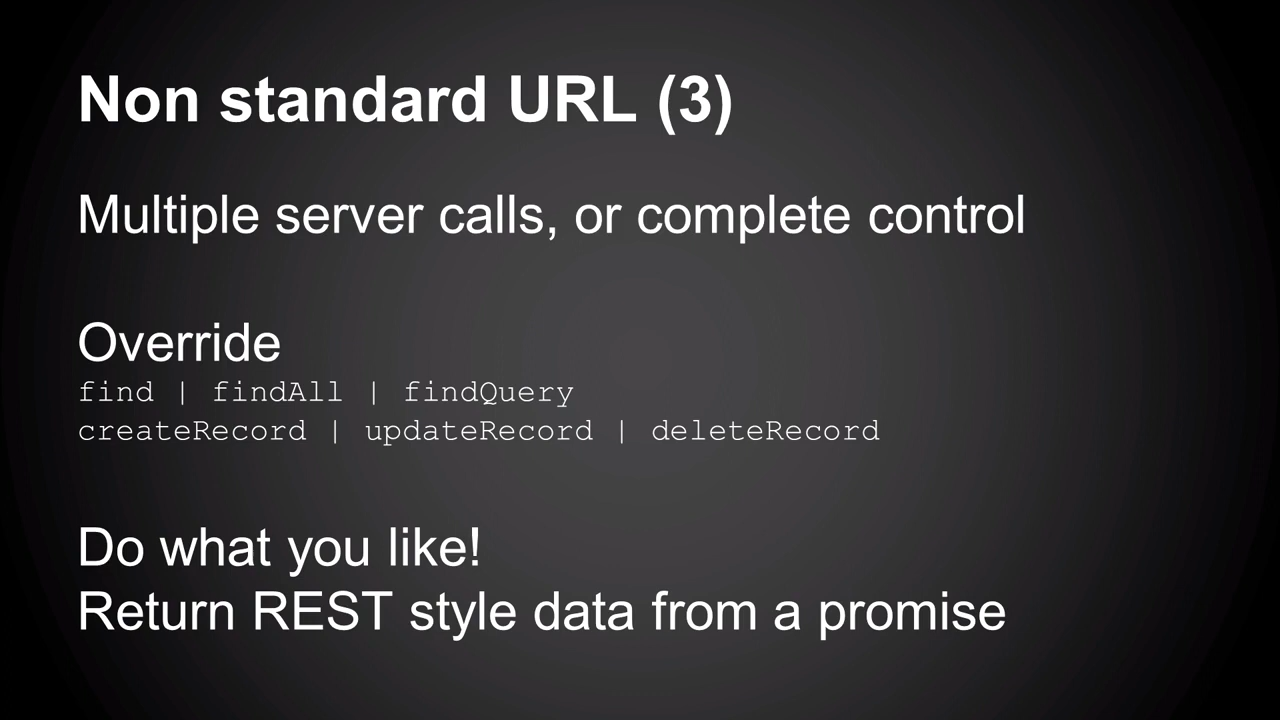 Non standard URL (3)
Multiple server calls, or complete control
Override
find | findAll | findQuery
createRecord | updateRecord | deleteRecord
Do what you like!
Return REST style data from a promise